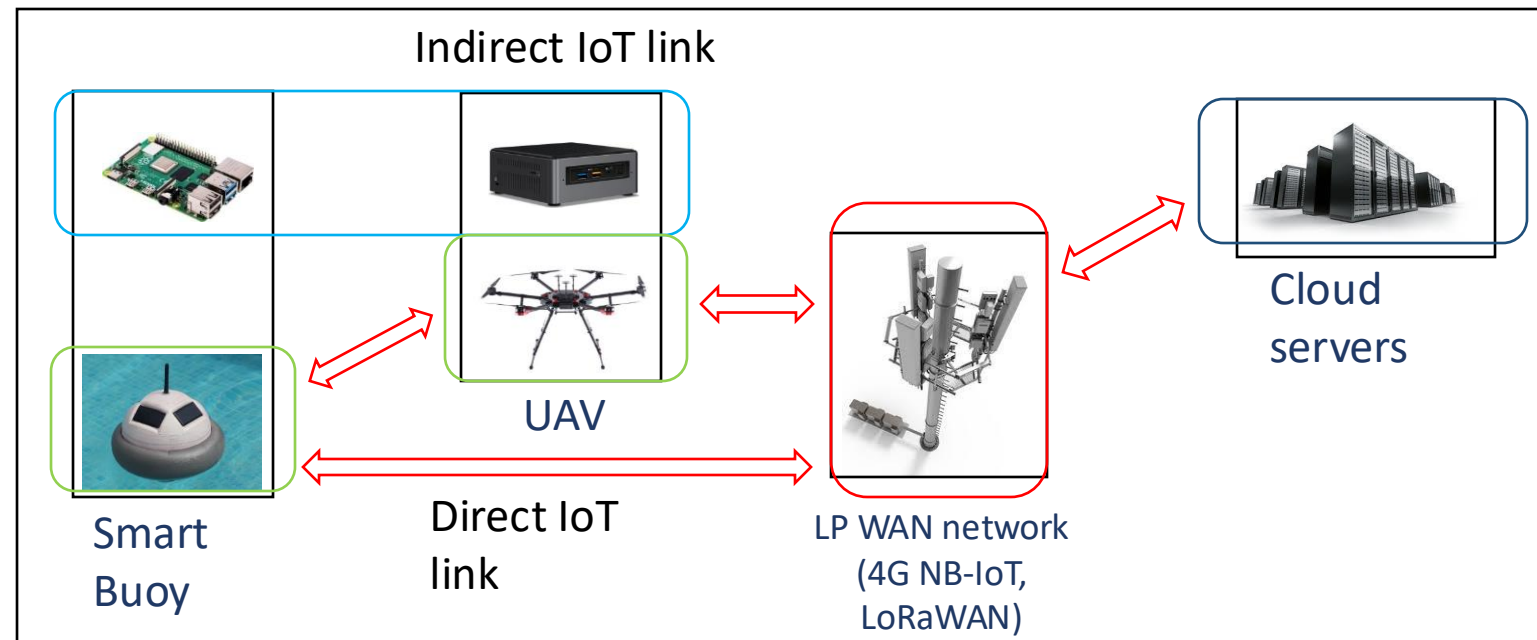 Indirect IoT link
Cloud
servers
UAV
Direct IoT
link
Smart
Buoy
LP WAN network
(4G NB-IoT,
LoRaWAN)